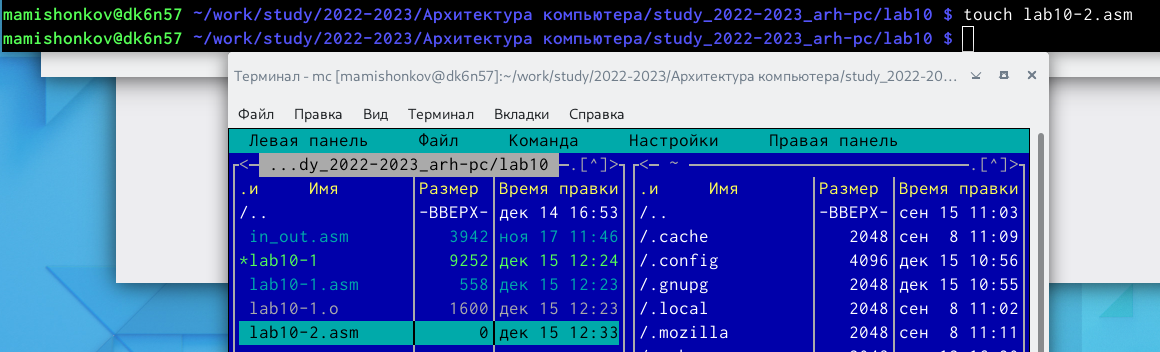 mamishonkov@dk6n57 ~/work/study/2022-2023/Архитектура компьютера/study_2022-2023_arh-pc/lab10 $ touch lab10-2.asm
mamishonkov@dk6n57 ~/work/study/2022-2023/Архитектура компьютера/study_2022-2023_arh-pc/lab10 $
Терминал - mc [mamishonkov@dk6n57]:~/work/study/2022-2023/Архитектура компьютера/study_2022-20...
Файл Правка Вид Терминал Вкладки Справка
Левая панель Файл Команда Настройки Правая панель
<- ...dy_2022-2023_arh-pc/lab10 -.[^]> <- ~ -.[^]>
.и Имя Размер Время правки .и Имя Размер Время правки
/.. -ВВЕРХ- дек 14 16:53 /.. -ВВЕРХ- сен 15 11:03
in_out.asm 3942 ноя 17 11:46 /.cache 2048 сен 8 11:09
*lab10-1 9252 дек 15 12:24 /.config 4096 дек 15 10:56
lab10-1.asm 558 дек 15 12:23 /.gnupg 2048 дек 15 10:55
lab10-1.o 1600 дек 15 12:23 /.local 2048 сен 8 11:02
lab10-2.asm 0 дек 15 12:33 /.mozilla 2048 сен 8 11:11